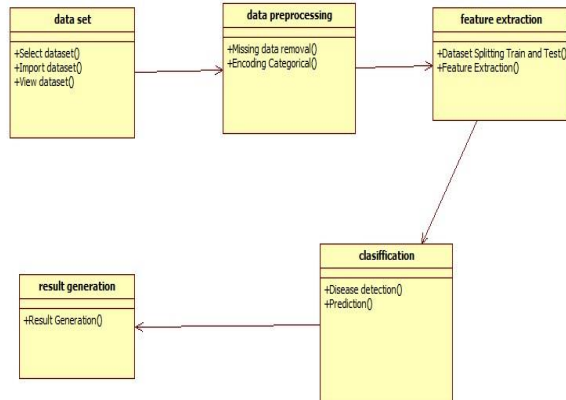 data set
+Select dataset()
+Import dataset()
+View dataset()
data preprocessing
+Missing data removal()
+Encoding Categorical()
feature extraction
+Dataset Splitting Train and Test()
+Feature Extraction()
clasiffication
+Disease detection()
+Prediction()
result generation
+Result Generation()